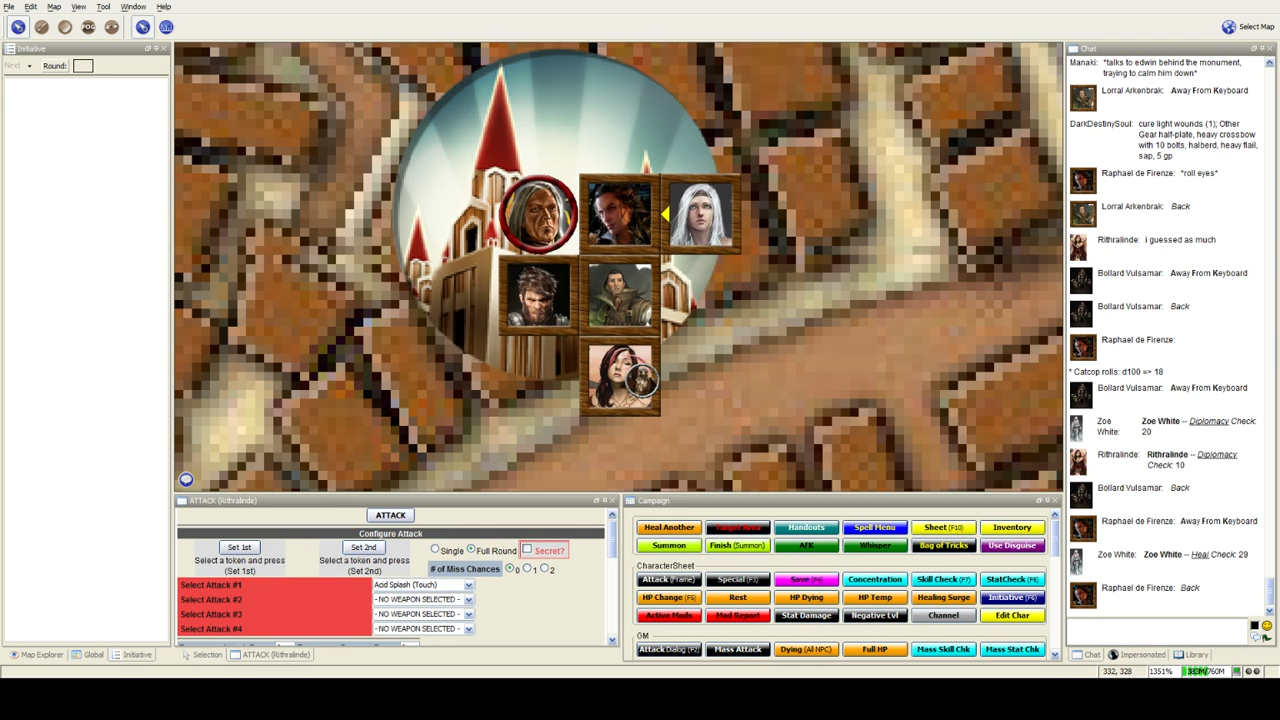 File Edit Map View Tool Window Help
FOG
Select Map
Initiative
Next Round:
Chat
Manaki: *talks to edwin behind the monument,
traying to calm him down*
Lorral Arkenbrak: Away From Keyboard
DarkDestinySoul: cure light wounds (1); Other
Gear half-plate, heavy crossbow
with 10 bolts, halberd, heavy flail,
sap, 5 gp
Raphael de Firenze: *roll eyes*
Lorral Arkenbrak: Back
Rithralinde: i guessed as much
Bollard Vulsamar: Away From Keyboard
Bollard Vulsamar: Back
Raphael de Firenze:
* Catcop rolls: d100 => 18
Bollard Vulsamar: Away From Keyboard
Zoe White: Zoe White -- Diplomacy Check:
20
Rithralinde: Rithralinde -- Diplomacy
Check: 10
Bollard Vulsamar: Back
Raphael de Firenze: Away From Keyboard
Zoe White: Zoe White -- Heal Check: 29
Raphael de Firenze: Back
ATTACK (Rithralinde)
ATTACK
Configure Attack
Set 1st Set 2nd Single Full Round Secret?
Select a token and press (Set 1st)
Select a token and press (Set 2nd)
# of Miss Chances 0 1 2
Select Attack #1 Add Splash (Touch)
Select Attack #2 - NO WEAPON SELECTED -
Select Attack #3 - NO WEAPON SELECTED -
Select Attack #4 - NO WEAPON SELECTED -
Campaign
Heal Another Target Area Handouts Spell Menu Sheet (F10) Inventory
Summon Finish (Summon) AFK Whisper Bag of Tricks Use Disguise
CharacterSheet
Attack (Frame) Special (F3) Save (F4) Concentration Skill Check (F7) StatCheck (F8)
HP Change (F5) Rest HP Dying HP Temp Healing Surge Initiative (F6)
Active Mods Mod Report Stat Damage Negative Lvl Channel Edit Char
GM
Attack Dialog (F2) Mass Attack Dying (All NPC) Full HP Mass Skill Chk Mass Stat Chk
Map Explorer Global Initiative Selection ATTACK (Rithralinde) Chat Impersonated Library
332, 328 1351% 380M/760M